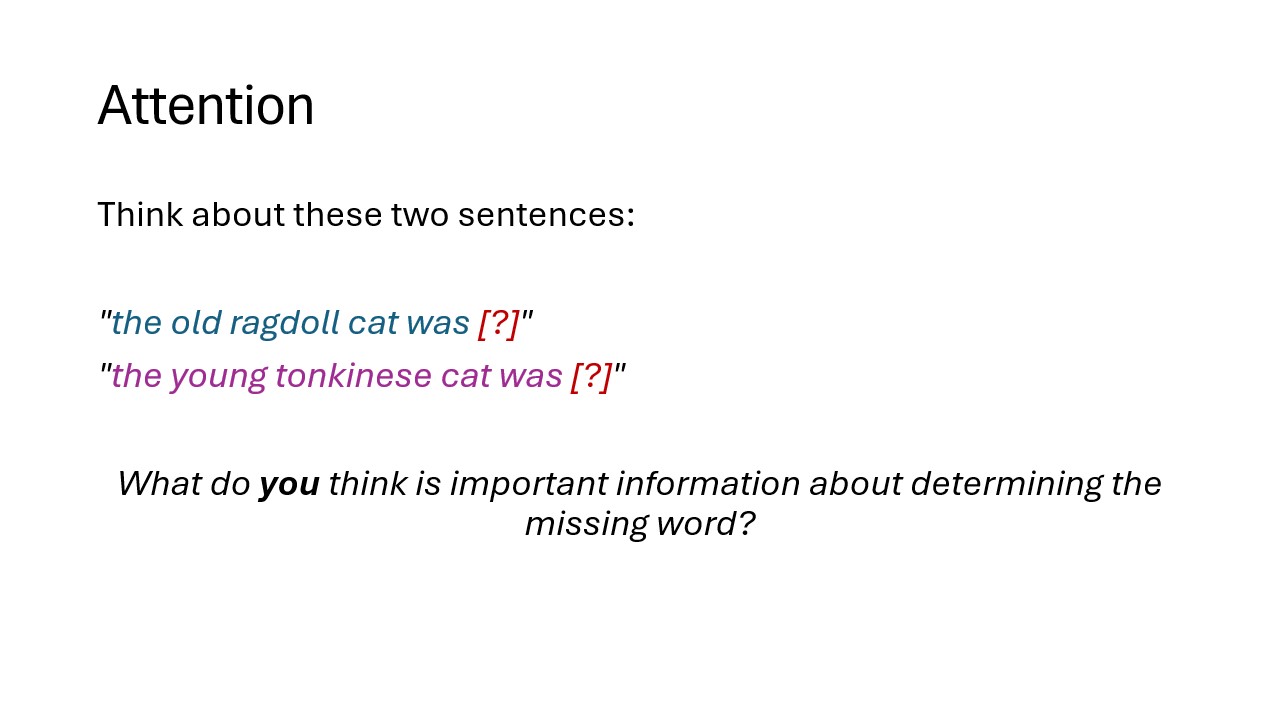 Attention
Think about these two sentences:
"the old ragdoll cat was [?]"
"the young tonkinese cat was [?]"
What do you think is important information about determining the
missing word?